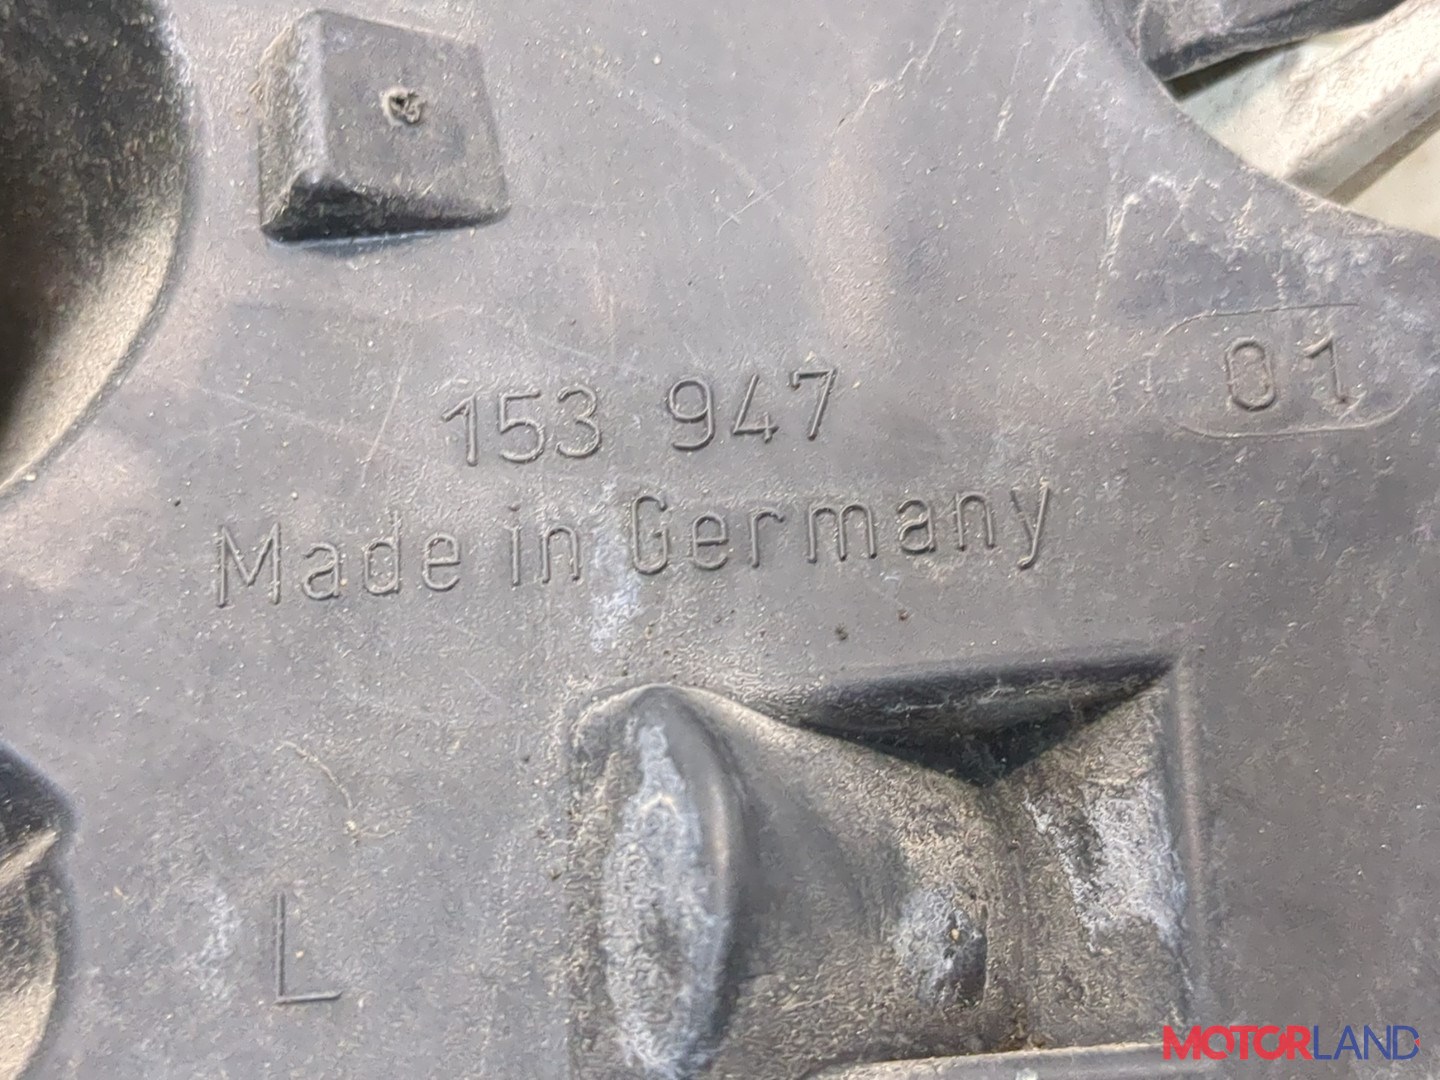 01
153 947
Made in Germany
L
MOTORLAND